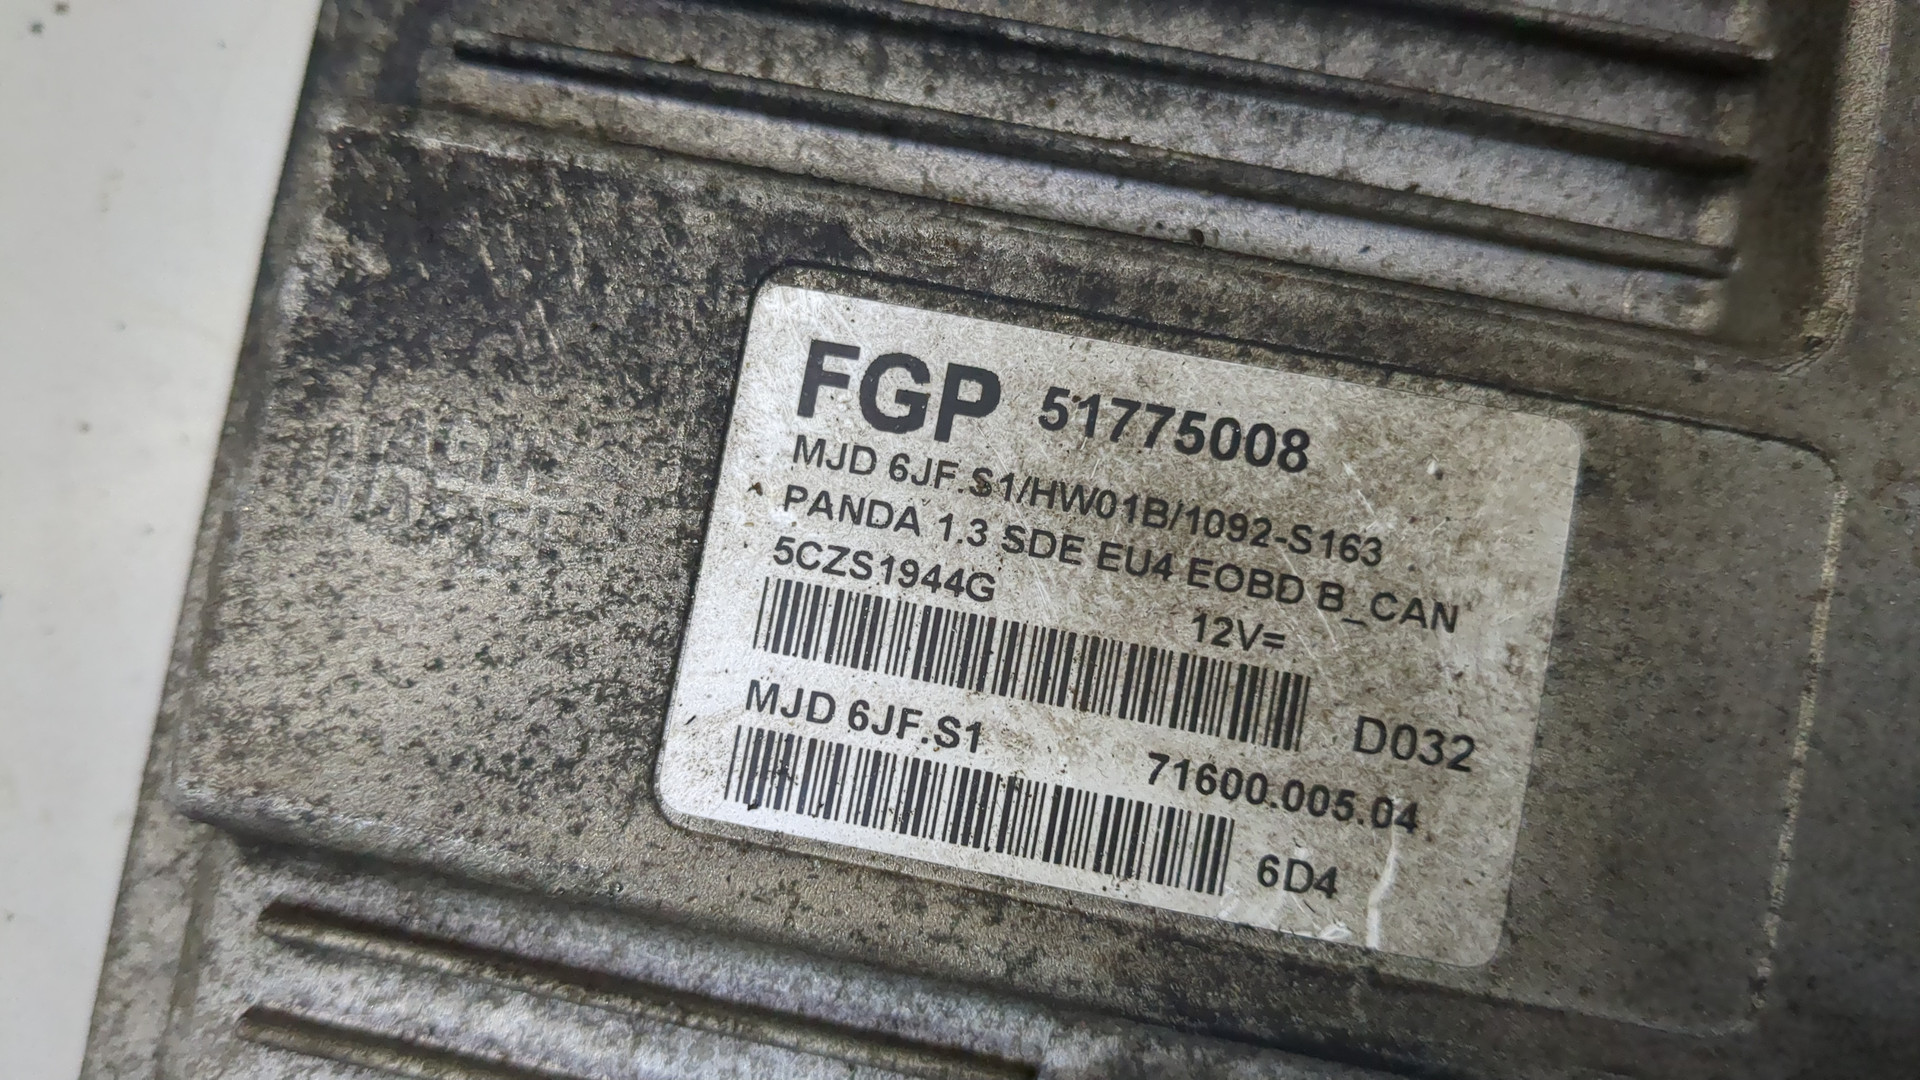 FGP 51775008
MJD 6JF.S1/HW01B/1092-S163
PANDA 1.3 SDE EU4 EOBD B_CAN
5CZS1944G
12V=
D032
MJD 6JF.S1
71600.005.04
6D4